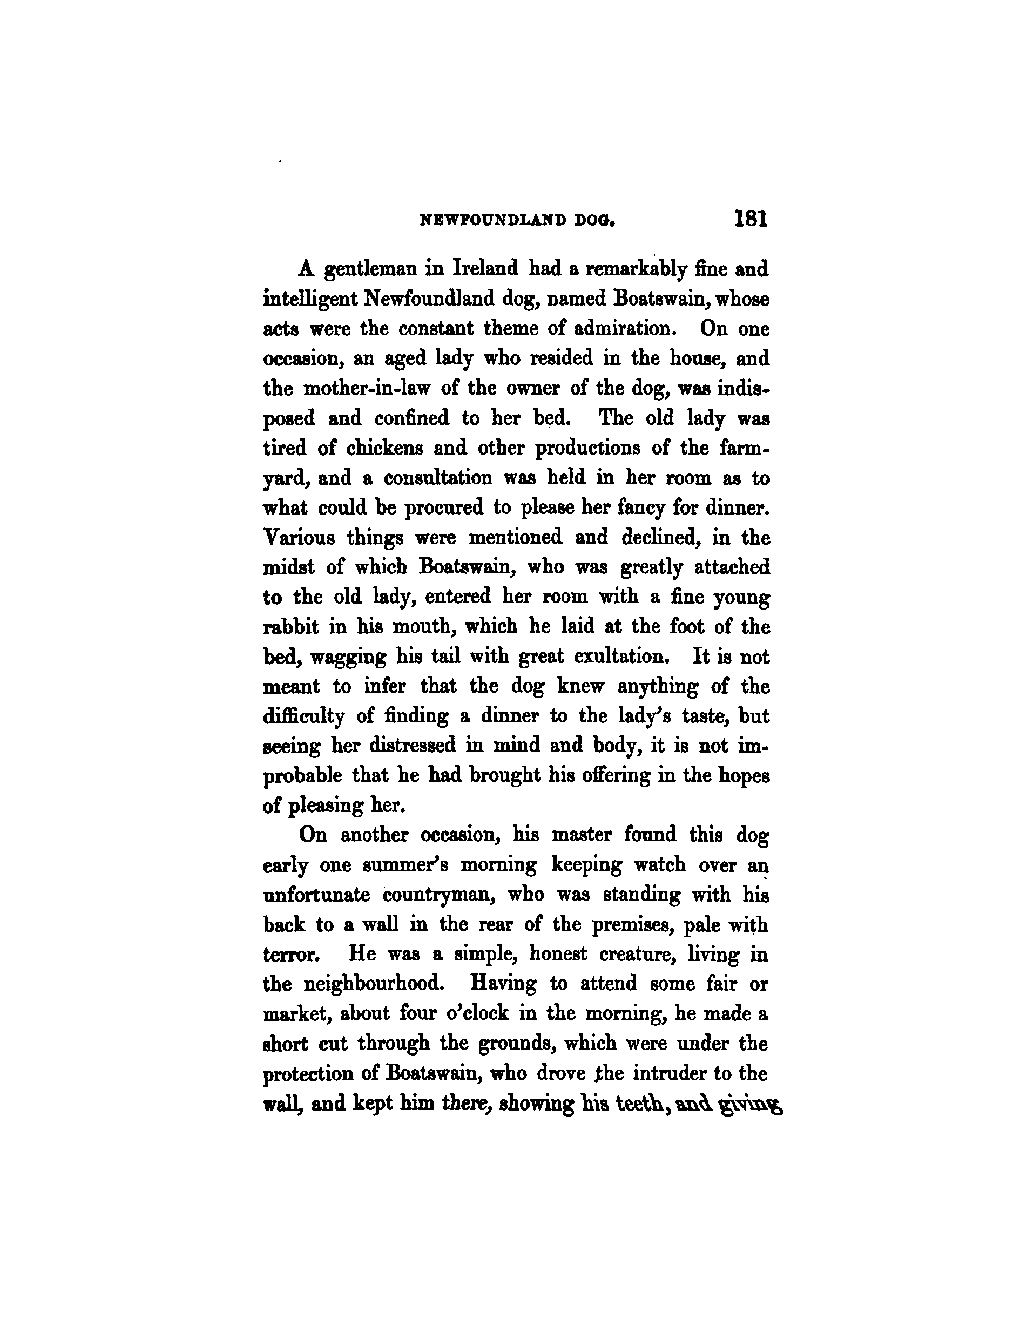 NEWFOUNDLAND DOG. 181
A gentleman in Ireland had a remarkably fine and
intelligent Newfoundland dog, named Boatswain, whose
acts were the constant theme of admiration. On one
occasion, an aged lady who resided in the house, and
the mother-in-law of the owner of the dog, was indis-
posed and confined to her bed. The old lady was
tired of chickens and other productions of the farm-
yard, and a consultation was held in her room as to
what could be procured to please her fancy for dinner.
Various things were mentioned and declined, in the
midst of which Boatswain, who was greatly attached
to the old lady, entered her room with a fine young
rabbit in his mouth, which he laid at the foot of the
bed, wagging his tail with great exultation. It is not
meant to infer that the dog knew anything of the
difficulty of finding a dinner to the lady's taste, but
seeing her distressed in mind and body, it is not im-
probable that he had brought his offering in the hopes
of pleasing her.
On another occasion, his master found this dog
early one summer's morning keeping watch over an
unfortunate countryman, who was standing with his
back to a wall in the rear of the premises, pale with
terror. He was a simple, honest creature, living in
the neighbourhood. Having to attend some fair or
market, about four o'clock in the morning, he made a
short cut through the grounds, which were under the
protection of Boatswain, who drove the intruder to the
wall, and kept him there, showing his teeth, and giving